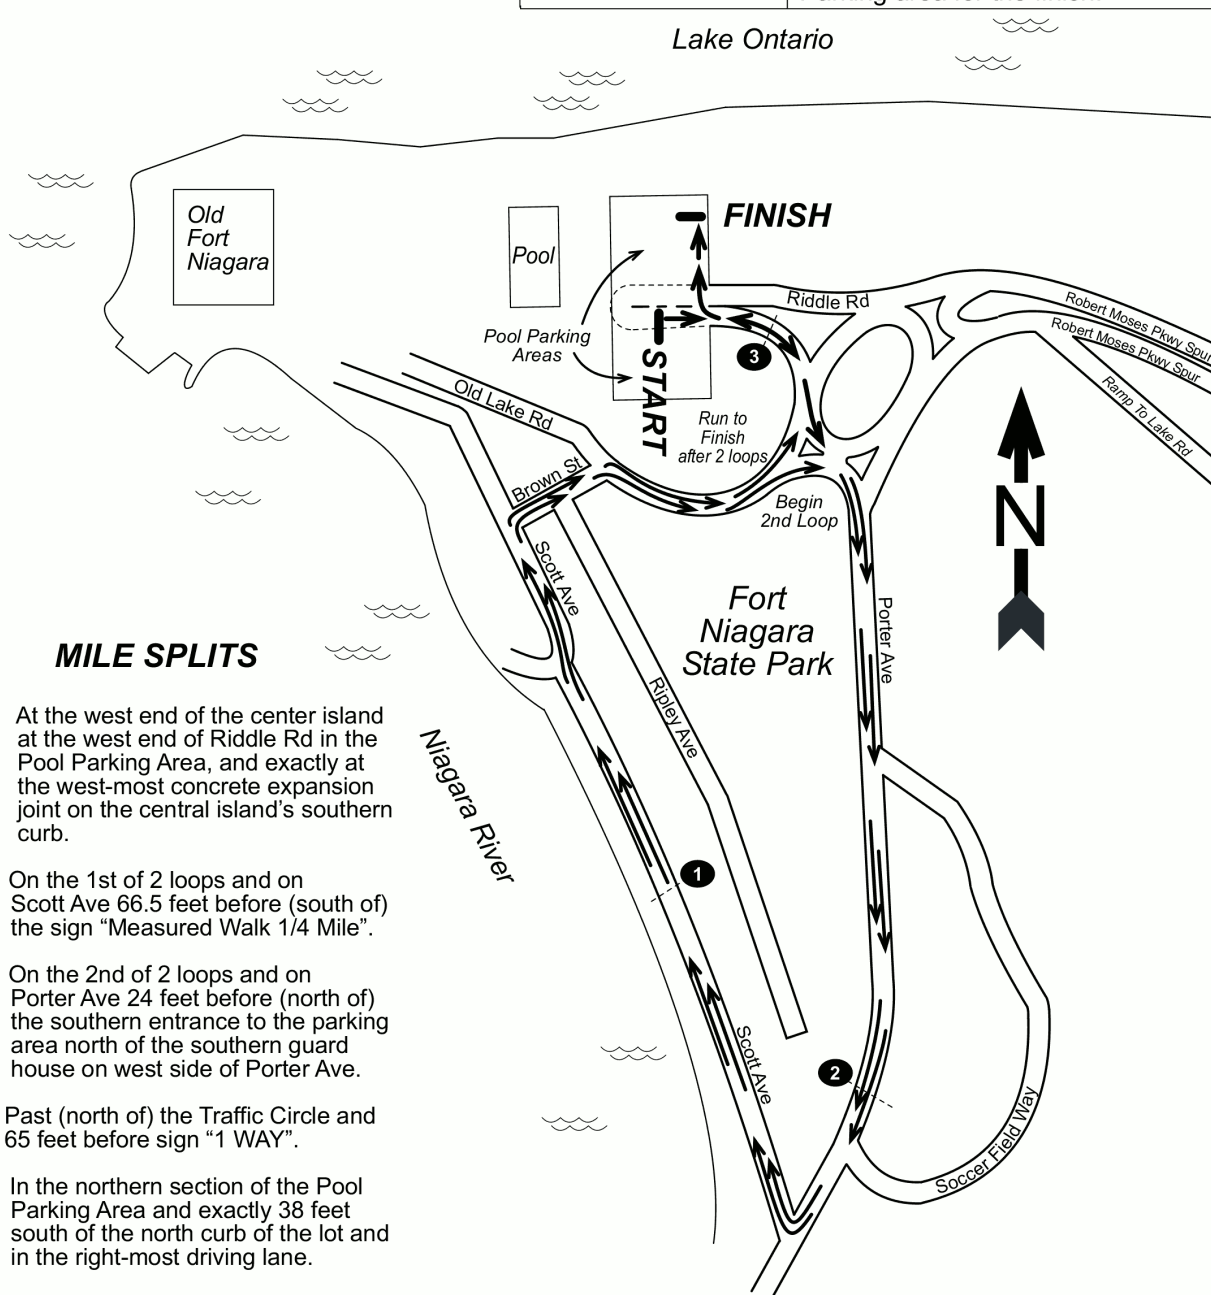 Parking area for the finish.
Lake Ontario
Old
Fort
Niagara
Pool
FINISH
Riddle Rd
Robert Moses Pkwy Spur
Robert Moses Pkwy Spur
Ramp To Lake Rd
Pool Parking
Areas
3
START
Old Lake Rd
Run to
Finish
after 2 loops
Brown St
Begin
2nd Loop
N
Scott Ave
Fort
Niagara
State Park
Porter Ave
Ripley Ave
Niagara River
1
Scott Ave
2
Soccer Field Way
MILE SPLITS
At the west end of the center island
at the west end of Riddle Rd in the
Pool Parking Area, and exactly at
the west-most concrete expansion
joint on the central island's southern
curb.
On the 1st of 2 loops and on
Scott Ave 66.5 feet before (south of)
the sign “Measured Walk 1/4 Mile”.
On the 2nd of 2 loops and on
Porter Ave 24 feet before (north of)
the southern entrance to the parking
area north of the southern guard
house on west side of Porter Ave.
Past (north of) the Traffic Circle and
65 feet before sign “1 WAY”.
In the northern section of the Pool
Parking Area and exactly 38 feet
south of the north curb of the lot and
in the right-most driving lane.